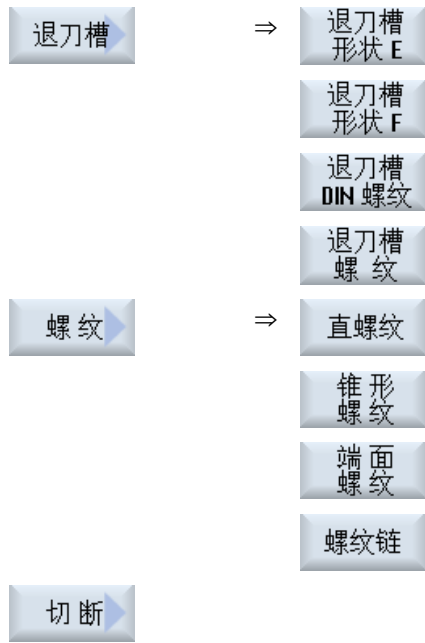 退刀槽 ⇒ 退刀槽
形状 E
退刀槽
形状 F
退刀槽
DIN 螺纹
退刀槽
螺 纹
螺 纹 ⇒ 直螺纹
锥 形
螺 纹
端 面
螺 纹
螺纹链
切 断